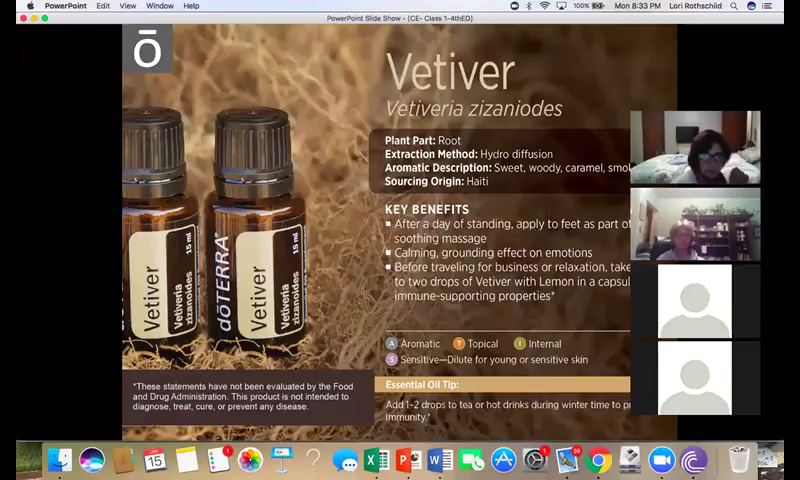 PowerPoint Edit View Window Help 100% Mon 8:33 PM Lori Rothschild
PowerPoint Slide Show - [CE- Class 1-4thED]
ō
Vetiver
Vetiveria zizaniodes
Plant Part: Root
Extraction Method: Hydro diffusion
Aromatic Description: Sweet, woody, caramel, smok
Sourcing Origin: Haiti
KEY BENEFITS
■ After a day of standing, apply to feet as part of
soothing massage
■ Calming, grounding effect on emotions
■ Before traveling for business or relaxation, take
to two drops of Vetiver with Lemon in a capsul
immune-supporting properties*
A Aromatic T Topical I Internal
S Sensitive—Dilute for young or sensitive skin
Essential Oil Tip:
Add 1-2 drops to tea or hot drinks during winter time to pr
immunity.*
Vetiver
Vetiveria
zizanoides
15 ml
dōTERRA
Vetiver
Vetiveria
zizanoides
15 ml
*These statements have not been evaluated by the Food
and Drug Administration. This product is not intended to
diagnose, treat, cure, or prevent any disease.
JAN
15